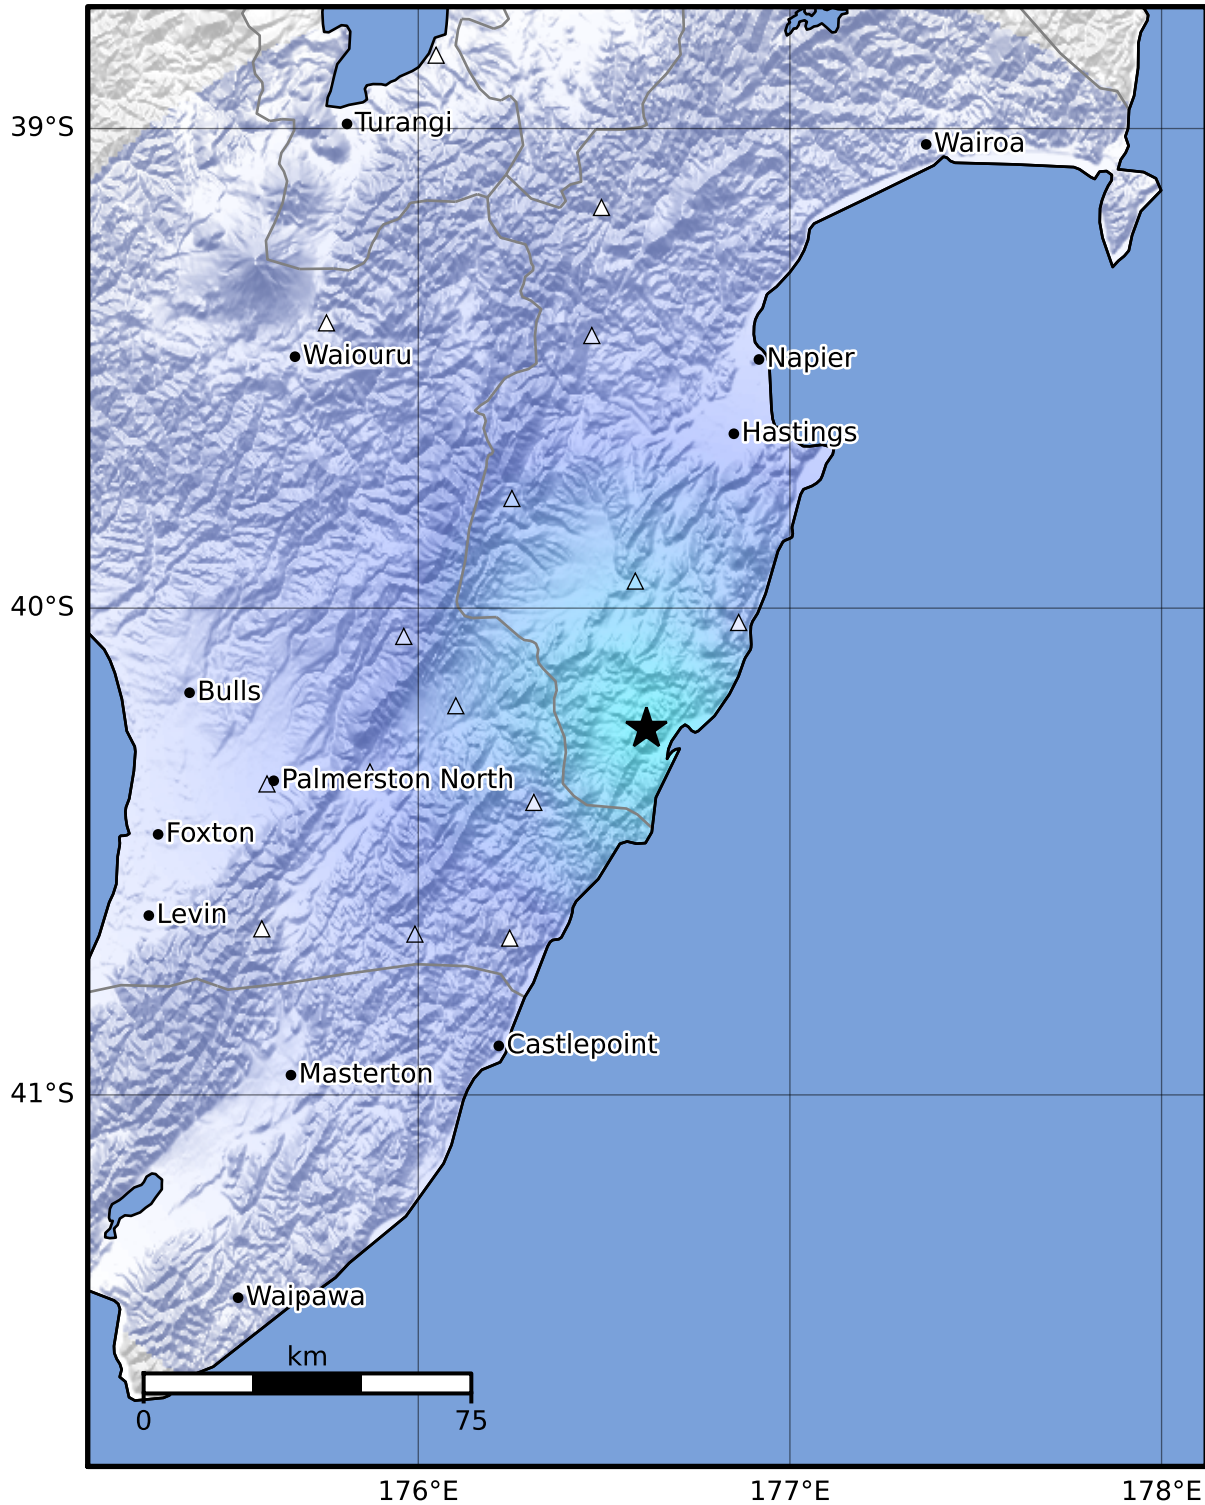 Turangi
39°S
Wairoa
Waiouru
Napier
Hastings
40°S
Bulls
Palmerston North
Foxton
Levin
Castlepoint
Masterton
41°S
Waipawa
km
0
75
176°E
177°E
178°E